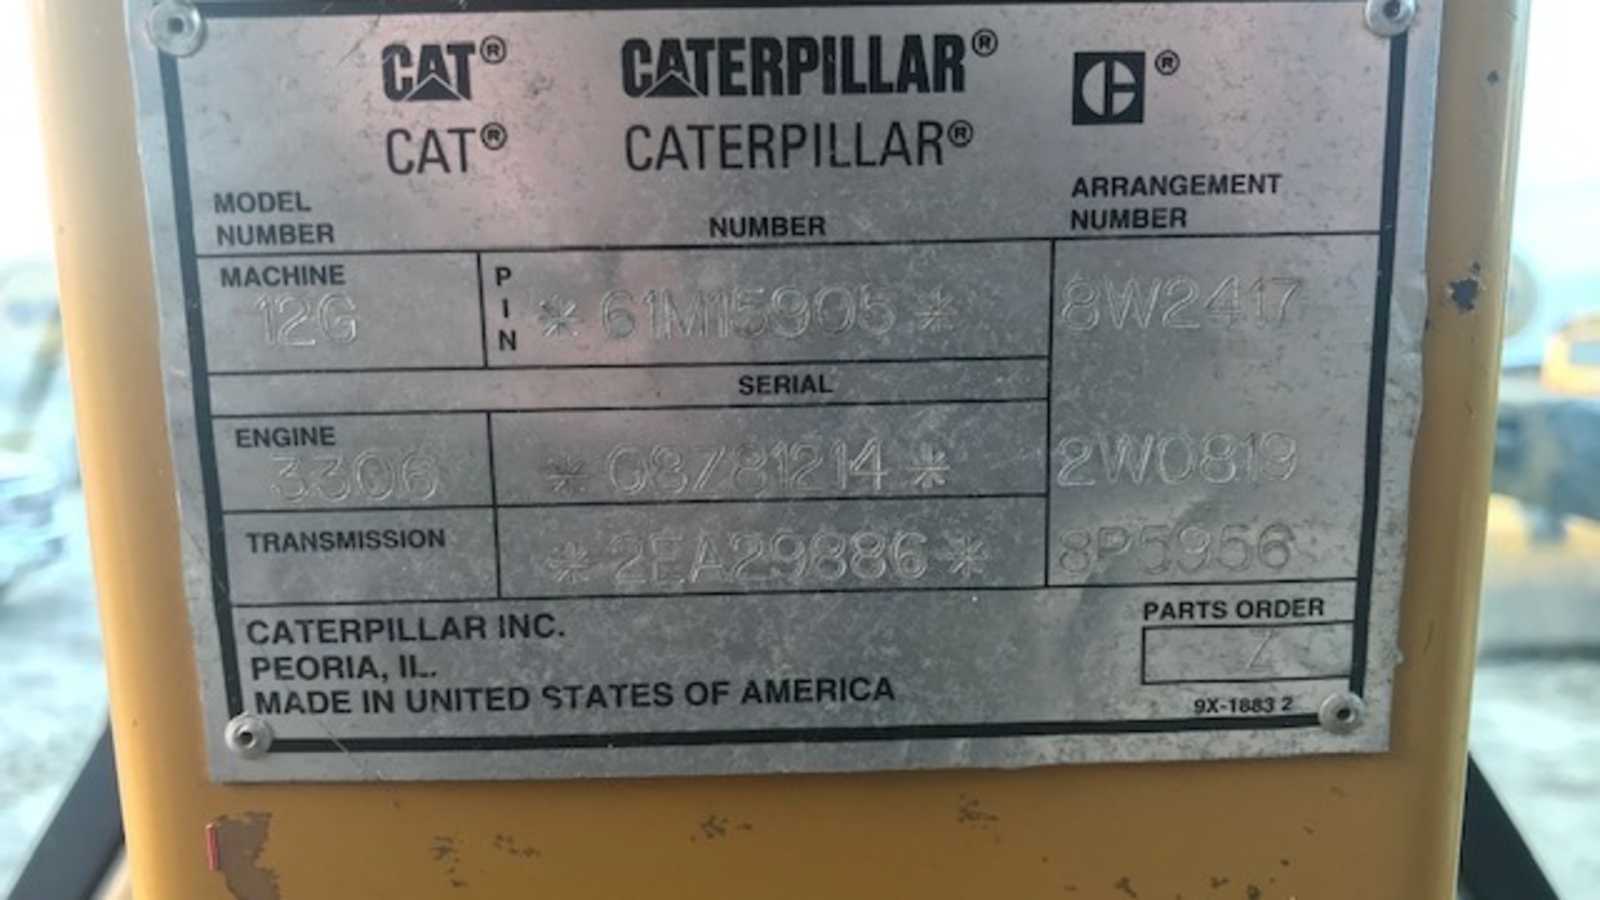 CAT® CATERPILLAR® C®
CAT® CATERPILLAR®
MODEL NUMBER NUMBER ARRANGEMENT NUMBER
MACHINE 12G PIN *61M15905* 8W2417
SERIAL
ENGINE 3306 *08Z81214* 2W0819
TRANSMISSION *2EA29886* 8P5956
CATERPILLAR INC.
PEORIA, IL.
MADE IN UNITED STATES OF AMERICA
PARTS ORDER
Z
9X-1883 2